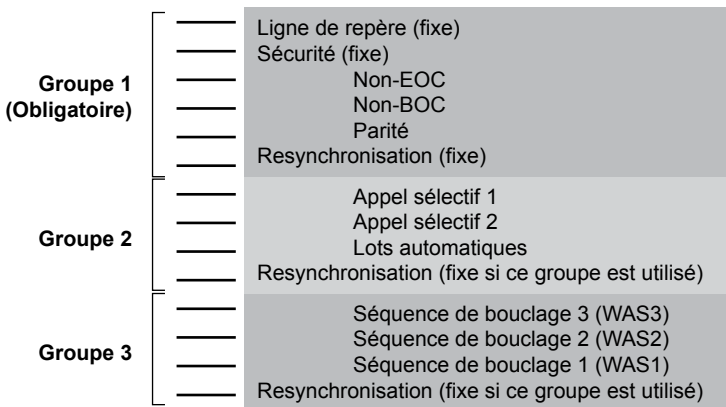 Groupe 1
(Obligatoire)
Ligne de repère (fixe)
Sécurité (fixe)
Non-EOC
Non-BOC
Parité
Resynchronisation (fixe)
Groupe 2
Appel sélectif 1
Appel sélectif 2
Lots automatiques
Resynchronisation (fixe si ce groupe est utilisé)
Groupe 3
Séquence de bouclage 3 (WAS3)
Séquence de bouclage 2 (WAS2)
Séquence de bouclage 1 (WAS1)
Resynchronisation (fixe si ce groupe est utilisé)